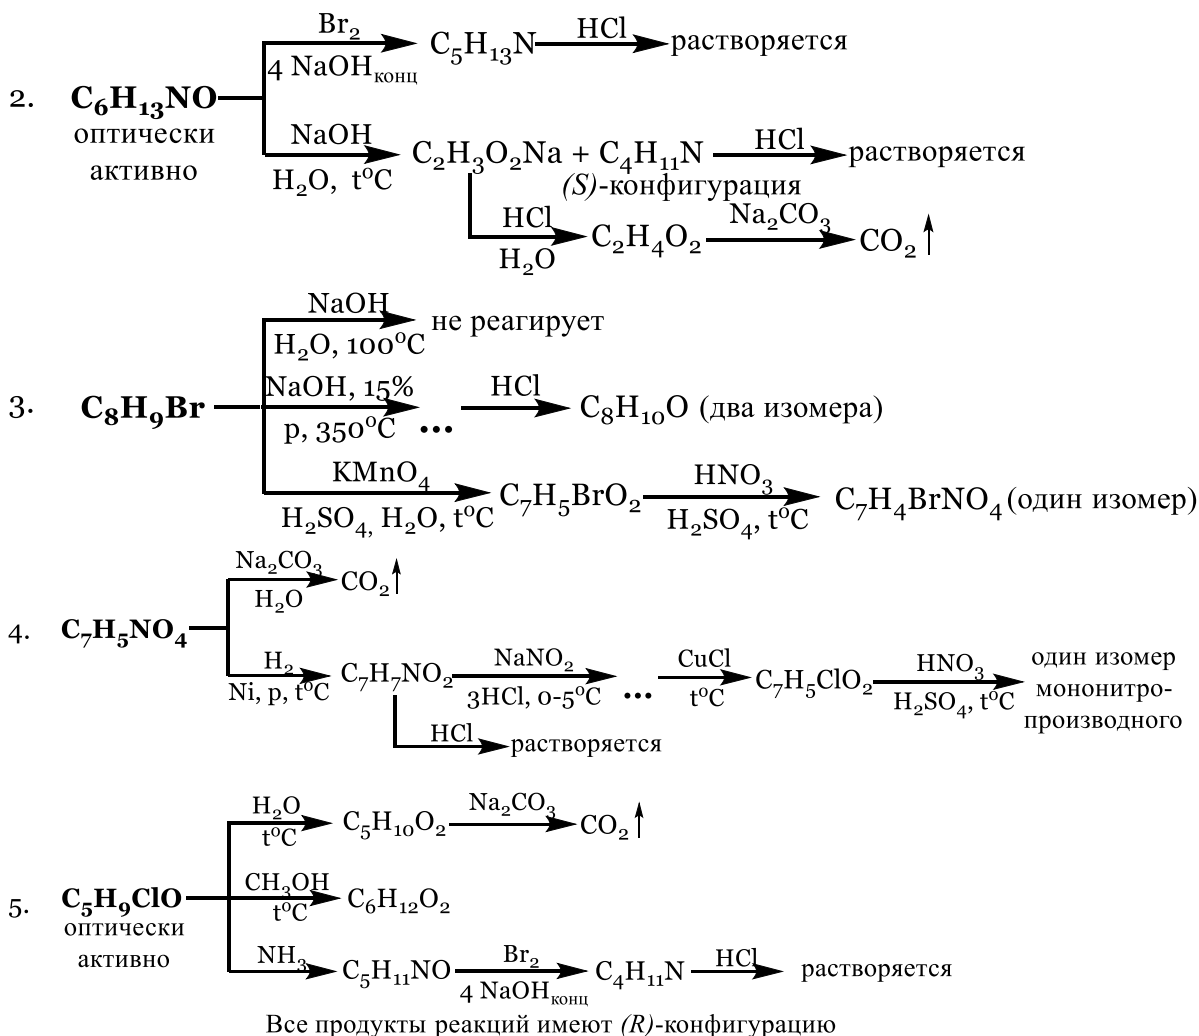 Br₂
C₅H₁₃N HCl растворяется
4 NaOHконц
2. C₆H₁₃NO
оптически
активно
NaOH
H₂O, t°C
C₂H₃O₂Na + C₄H₁₁N HCl растворяется
(S)-конфигурация
HCl
H₂O
C₂H₄O₂ Na₂CO₃ CO₂↑
NaOH
H₂O, 100°C
не реагирует
3. C₈H₉Br
NaOH, 15%
p, 350°C
... HCl C₈H₁₀O (два изомера)
KMnO₄
H₂SO₄, H₂O, t°C
C₇H₅BrO₂
HNO₃
H₂SO₄, t°C
C₇H₄BrNO₄ (один изомер)
Na₂CO₃
H₂O
CO₂↑
4. C₇H₅NO₄
H₂
Ni, p, t°C
C₇H₇NO₂
NaNO₂
3HCl, 0-5°C
...
CuCl
t°C
C₇H₅ClO₂
HNO₃
H₂SO₄, t°C
один изомер
мононитро-
производного
HCl растворяется
H₂O
t°C
C₅H₁₀O₂ Na₂CO₃ CO₂↑
5. C₅H₉ClO
оптически
активно
CH₃OH
t°C
C₆H₁₂O₂
NH₃
C₅H₁₁NO
Br₂
4 NaOHконц
C₄H₁₁N HCl растворяется
Все продукты реакций имеют (R)-конфигурацию